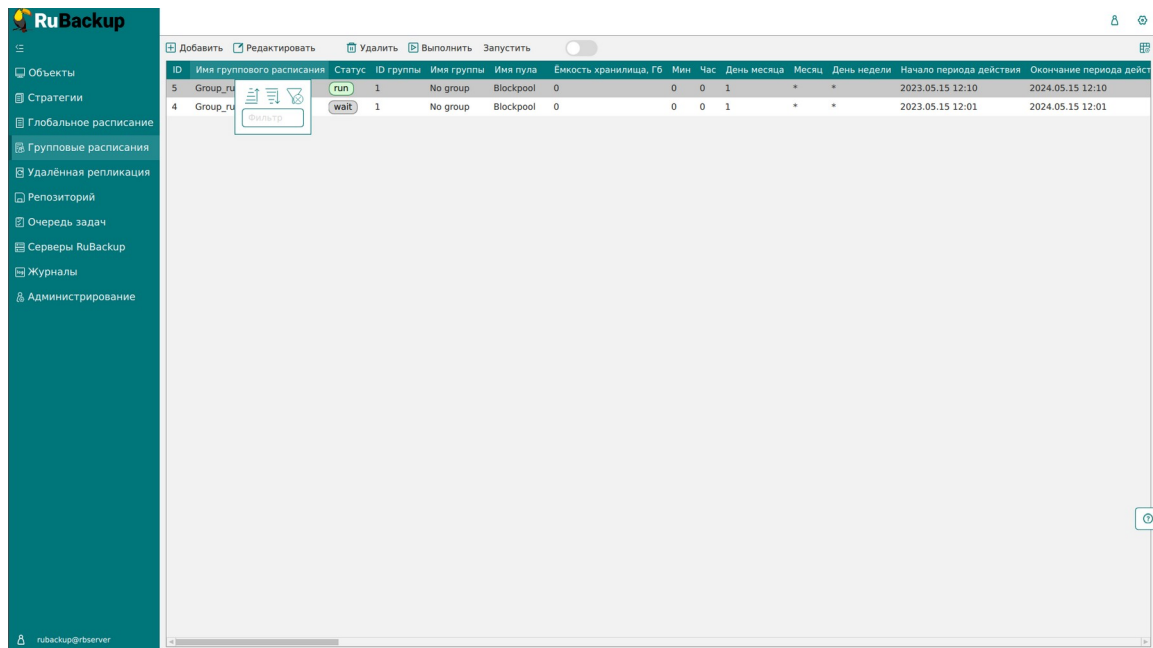 RuBackup
Добавить Редактировать Удалить Выполнить Запустить
Объекты
Стратегии
Глобальное расписание
Групповые расписания
Удалённая репликация
Репозиторий
Очередь задач
Серверы RuBackup
Журналы
Администрирование
ID Имя группового расписания Статус ID группы Имя группы Имя пула Ёмкость хранилища, Гб Мин Час День месяца Месяц День недели Начало периода действия Окончание периода дейст
5 Group_ru run 1 No group Blockpool 0 0 0 1 * * 2023.05.15 12:10 2024.05.15 12:10
4 Group_ru wait 1 No group Blockpool 0 0 0 1 * * 2023.05.15 12:01 2024.05.15 12:01
Фильтр
rubackup@rbserver